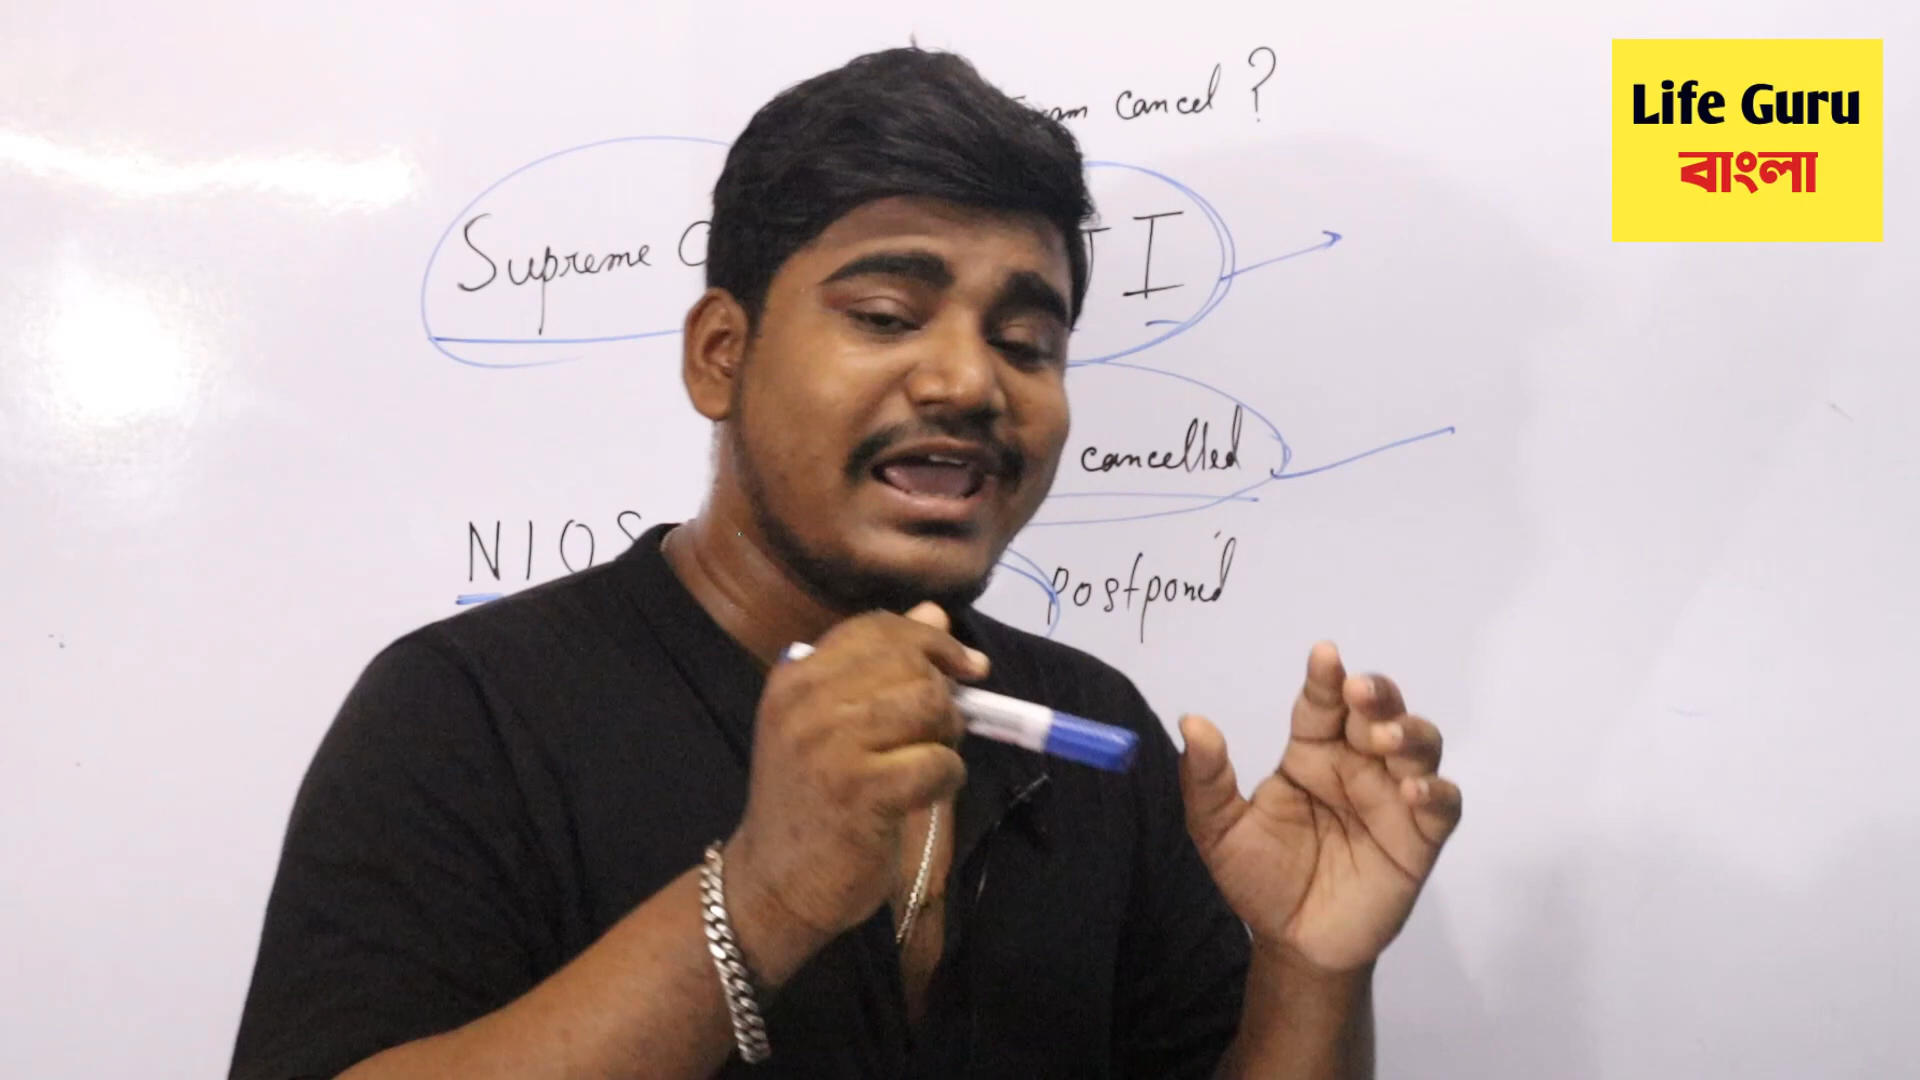 cancel ?
Life Guru
বাংলা
Supreme
I
cancelled
NIOS
postponed